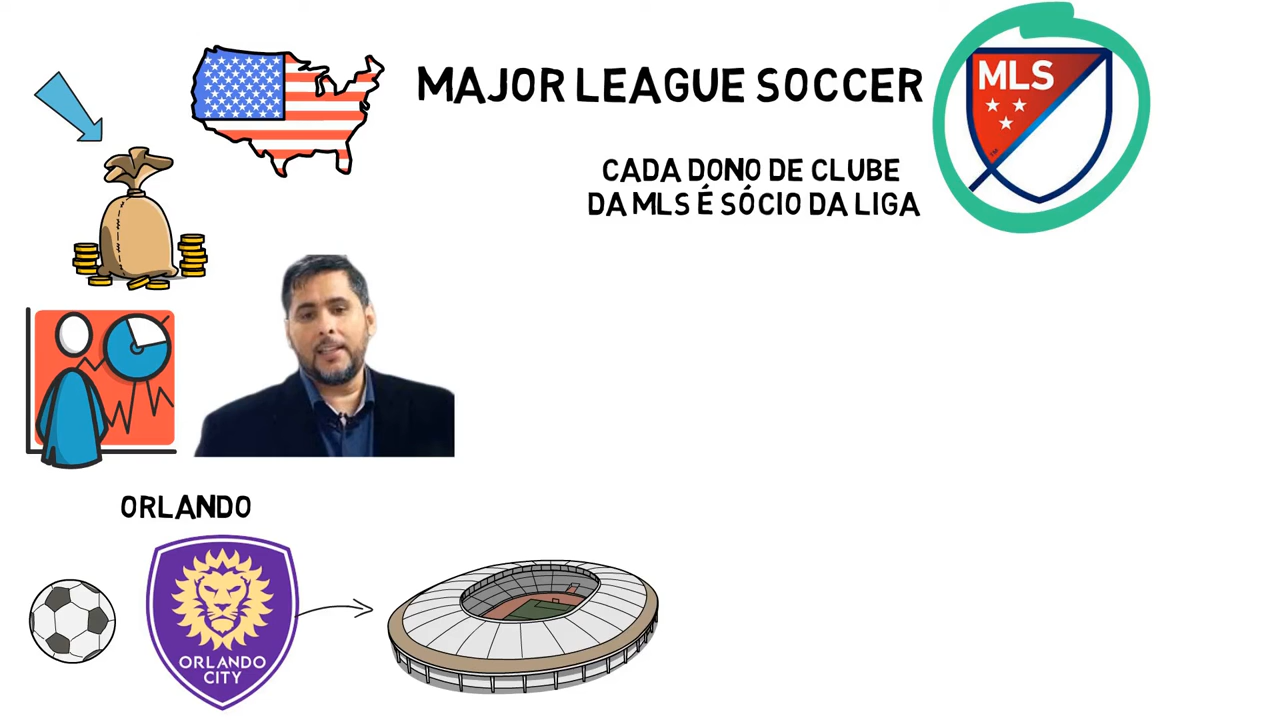 MAJOR LEAGUE SOCCER
MLS
CADA DONO DE CLUBE
DA MLS É SÓCIO DA LIGA
ORLANDO
ORLANDO
CITY